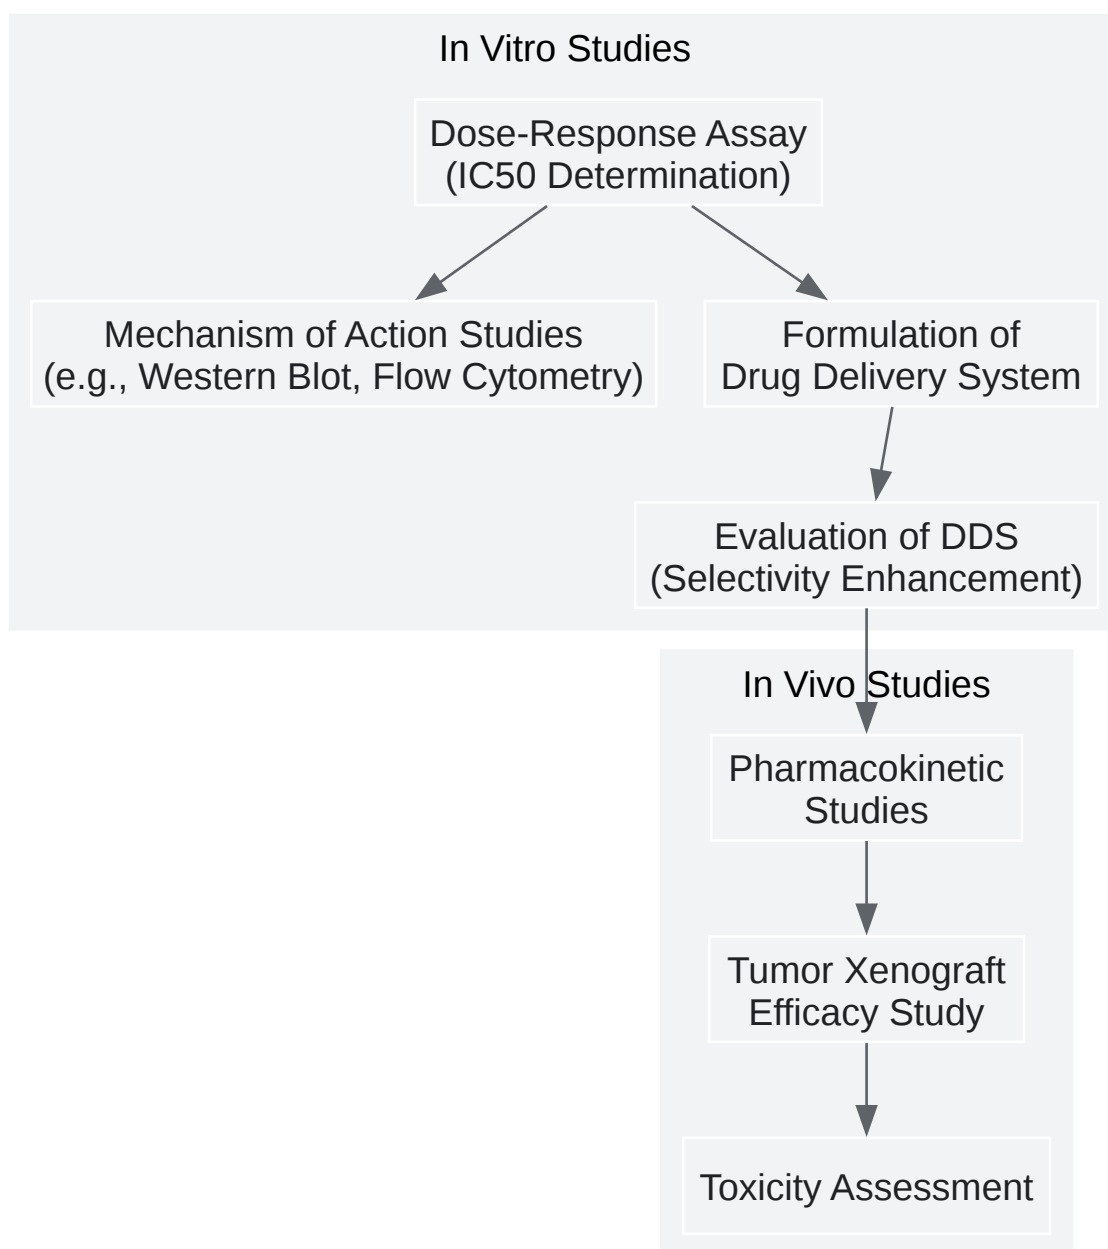 In Vitro Studies
Dose-Response Assay
(IC50 Determination)
Mechanism of Action Studies
(e.g., Western Blot, Flow Cytometry)
Formulation of
Drug Delivery System
Evaluation of DDS
(Selectivity Enhancement)
In Vivo Studies
Pharmacokinetic
Studies
Tumor Xenograft
Efficacy Study
Toxicity Assessment